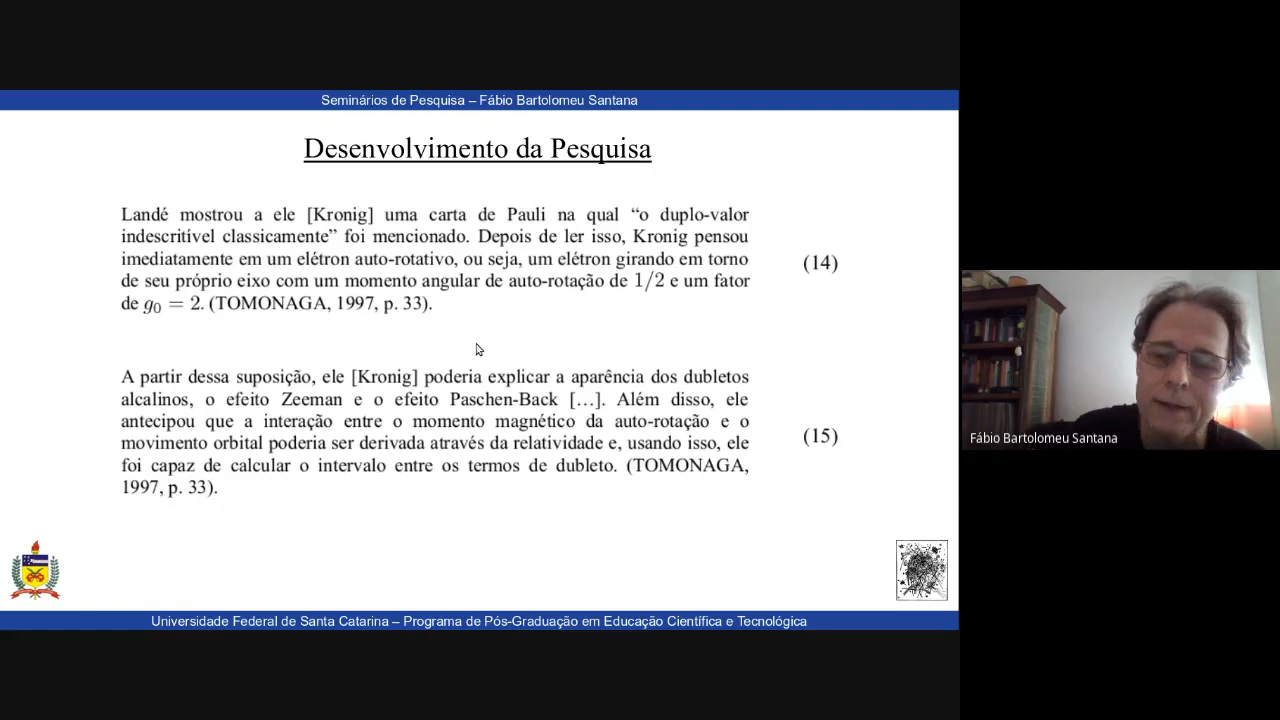 Seminários de Pesquisa – Fábio Bartolomeu Santana
Desenvolvimento da Pesquisa
Landé mostrou a ele [Kronig] uma carta de Pauli na qual “o duplo-valor
indescritível classicamente” foi mencionado. Depois de ler isso, Kronig pensou
imediatamente em um elétron auto-rotativo, ou seja, um elétron girando em torno
de seu próprio eixo com um momento angular de auto-rotação de 1/2 e um fator
de g₀ = 2. (TOMONAGA, 1997, p. 33).
(14)
A partir dessa suposição, ele [Kronig] poderia explicar a aparência dos dubletos
alcalinos, o efeito Zeeman e o efeito Paschen-Back [...]. Além disso, ele
antecipou que a interação entre o momento magnético da auto-rotação e o
movimento orbital poderia ser derivada através da relatividade e, usando isso, ele
foi capaz de calcular o intervalo entre os termos de dubleto. (TOMONAGA,
1997, p. 33).
(15)
Universidade Federal de Santa Catarina – Programa de Pós-Graduação em Educação Científica e Tecnológica
Fábio Bartolomeu Santana